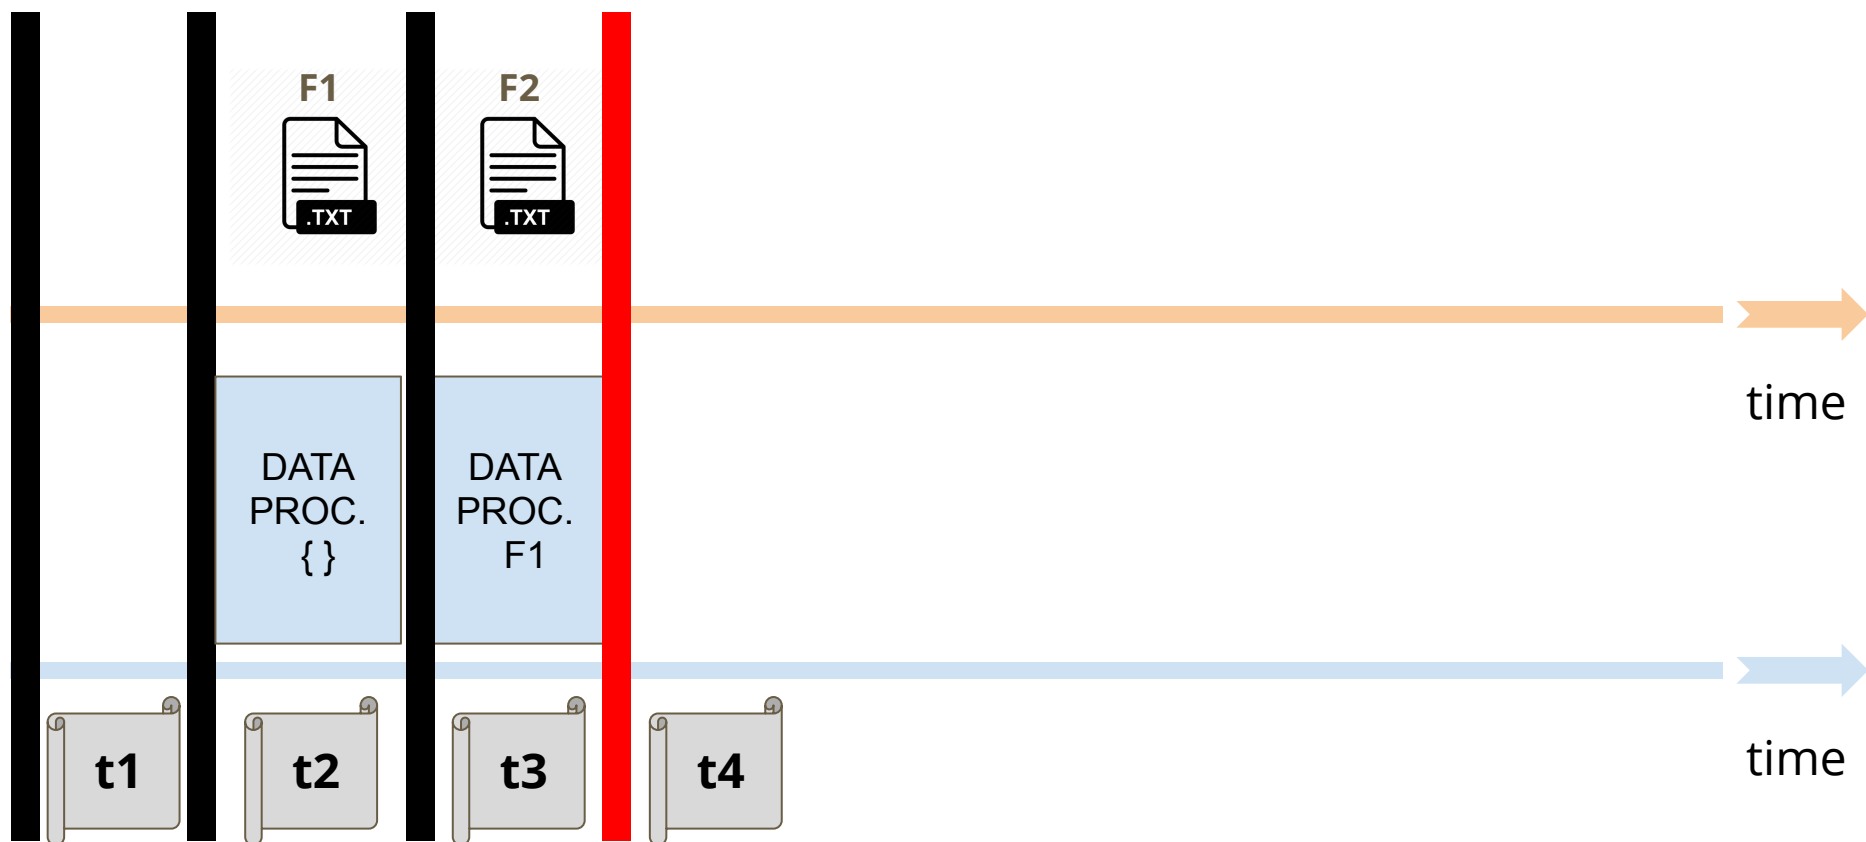 F1
F2
.TXT
.TXT
time
DATA
PROC.
{ }
DATA
PROC.
F1
time
t1
t2
t3
t4